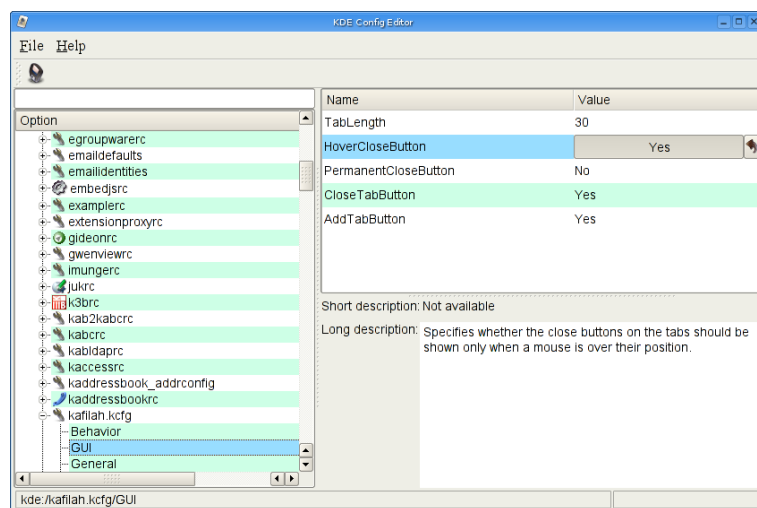 KDE Config Editor
File Help
Option
egroupwarerc
emaildefaults
emailidentities
embedjsrc
examplerc
extensionproxyrc
gideonrc
gwenviewrc
imungerc
jukrc
k3brc
kab2kabcrc
kabcrc
kabldaprc
kaccessrc
kaddressbook_addrconfig
kaddressbookrc
kafilah.kcfg
Behavior
GUI
General
Name Value
TabLength 30
HoverCloseButton Yes
PermanentCloseButton No
CloseTabButton Yes
AddTabButton Yes
Short description: Not available
Long description: Specifies whether the close buttons on the tabs should be
shown only when a mouse is over their position.
kde:/kafilah.kcfg/GUI